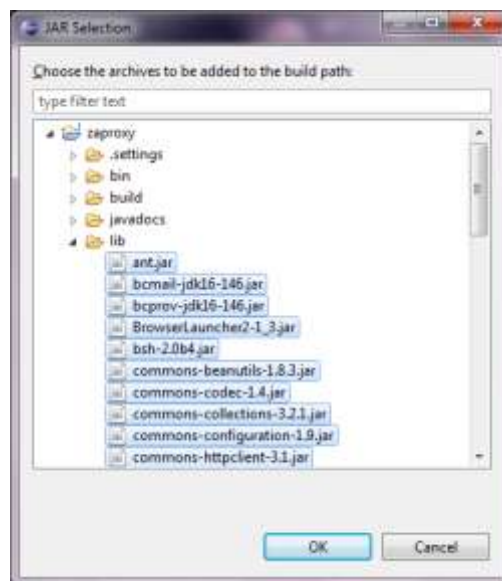 JAR Selection
Choose the archives to be added to the build path:
type filter text
zaproxy
.settings
bin
build
javadocs
lib
ant.jar
bcmail-jdk16-146.jar
bcprov-jdk16-146.jar
BrowserLauncher2-1_3.jar
bsh-2.0b4.jar
commons-beanutils-1.8.3.jar
commons-codec-1.4.jar
commons-collections-3.2.1.jar
commons-configuration-1.9.jar
commons-httpclient-3.1.jar
OK Cancel